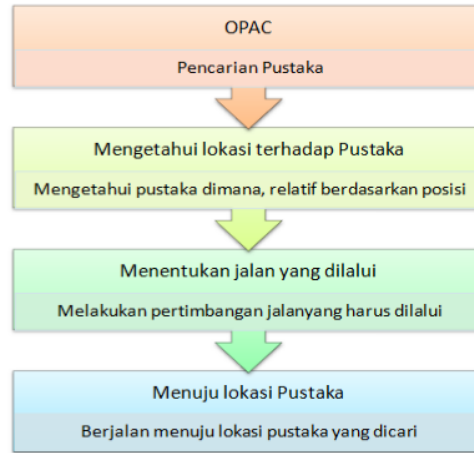 OPAC
Pencarian Pustaka
Mengetahui lokasi terhadap Pustaka
Mengetahui pustaka dimana, relatif berdasarkan posisi
Menentukan jalan yang dilalui
Melakukan pertimbangan jalanyang harus dilalui
Menuju lokasi Pustaka
Berjalan menuju lokasi pustaka yang dicari